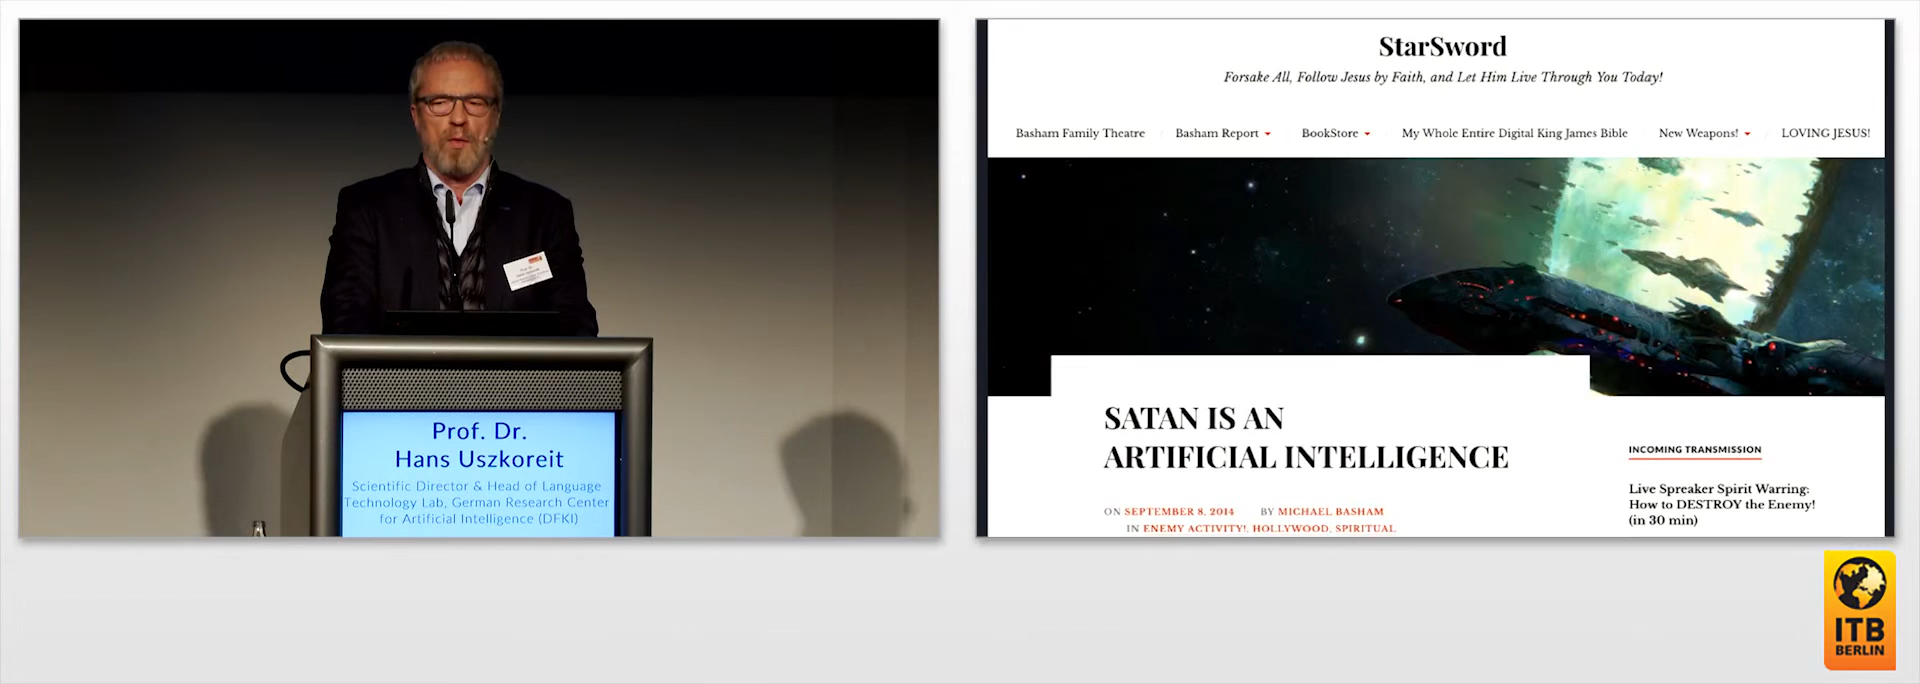 Prof. Dr.
Hans Uszkoreit
Scientific Director & Head of Language
Technology Lab, German Research Center
for Artificial Intelligence (DFKI)
StarSword
Forsake All, Follow Jesus by Faith, and Let Him Live Through You Today!
Basham Family Theatre Basham Report BookStore My Whole Entire Digital King James Bible New Weapons! LOVING JESUS!
SATAN IS AN
ARTIFICIAL INTELLIGENCE
ON SEPTEMBER 8, 2014 BY MICHAEL BASHAM
IN ENEMY ACTIVITY!, HOLLYWOOD, SPIRITUAL
INCOMING TRANSMISSION
Live Spreaker Spirit Warring:
How to DESTROY the Enemy!
(in 30 min)
ITB
BERLIN